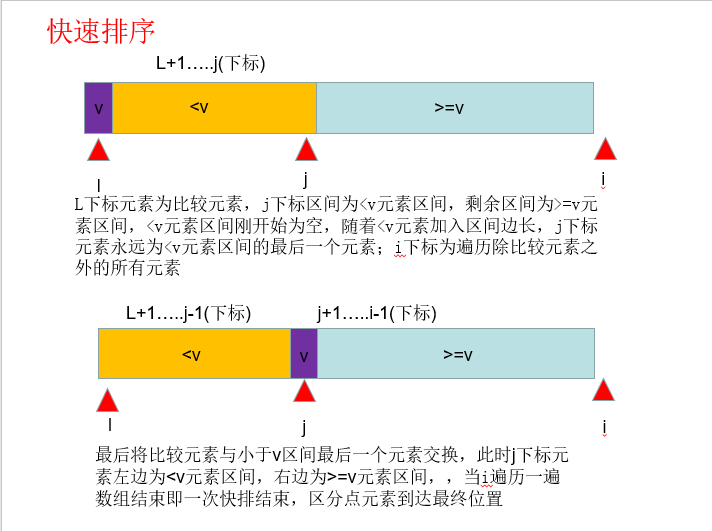 快速排序
L+1…..j(下标)
v <v >=v
l j i
L下标元素为比较元素，j下标区间为<v元素区间，剩余区间为>=v元
素区间，<v元素区间刚开始为空，随着<v元素加入区间边长，j下标
元素永远为<v元素区间的最后一个元素；i下标为遍历除比较元素之
外的所有元素
L+1…..j-1(下标) j+1…..i-1(下标)
<v v >=v
l j i
最后将比较元素与小于v区间最后一个元素交换，此时j下标元
素左边为<v元素区间，右边为>=v元素区间，，当i遍历一遍
数组结束即一次快排结束，区分点元素到达最终位置